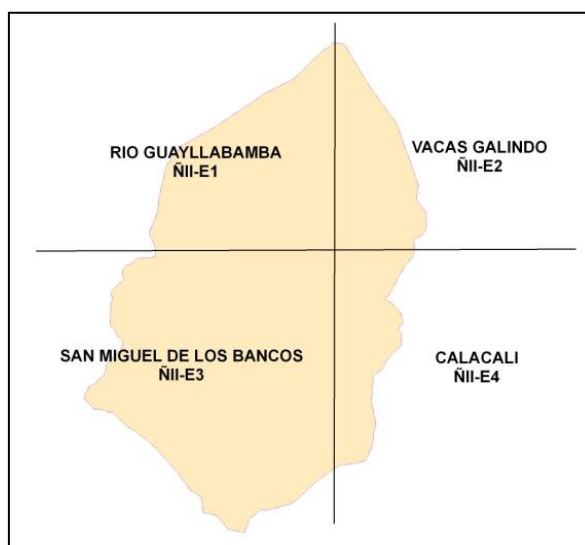 RIO GUAYLLABAMBA
ÑII-E1
VACAS GALINDO
ÑII-E2
SAN MIGUEL DE LOS BANCOS
ÑII-E3
CALACALI
ÑII-E4